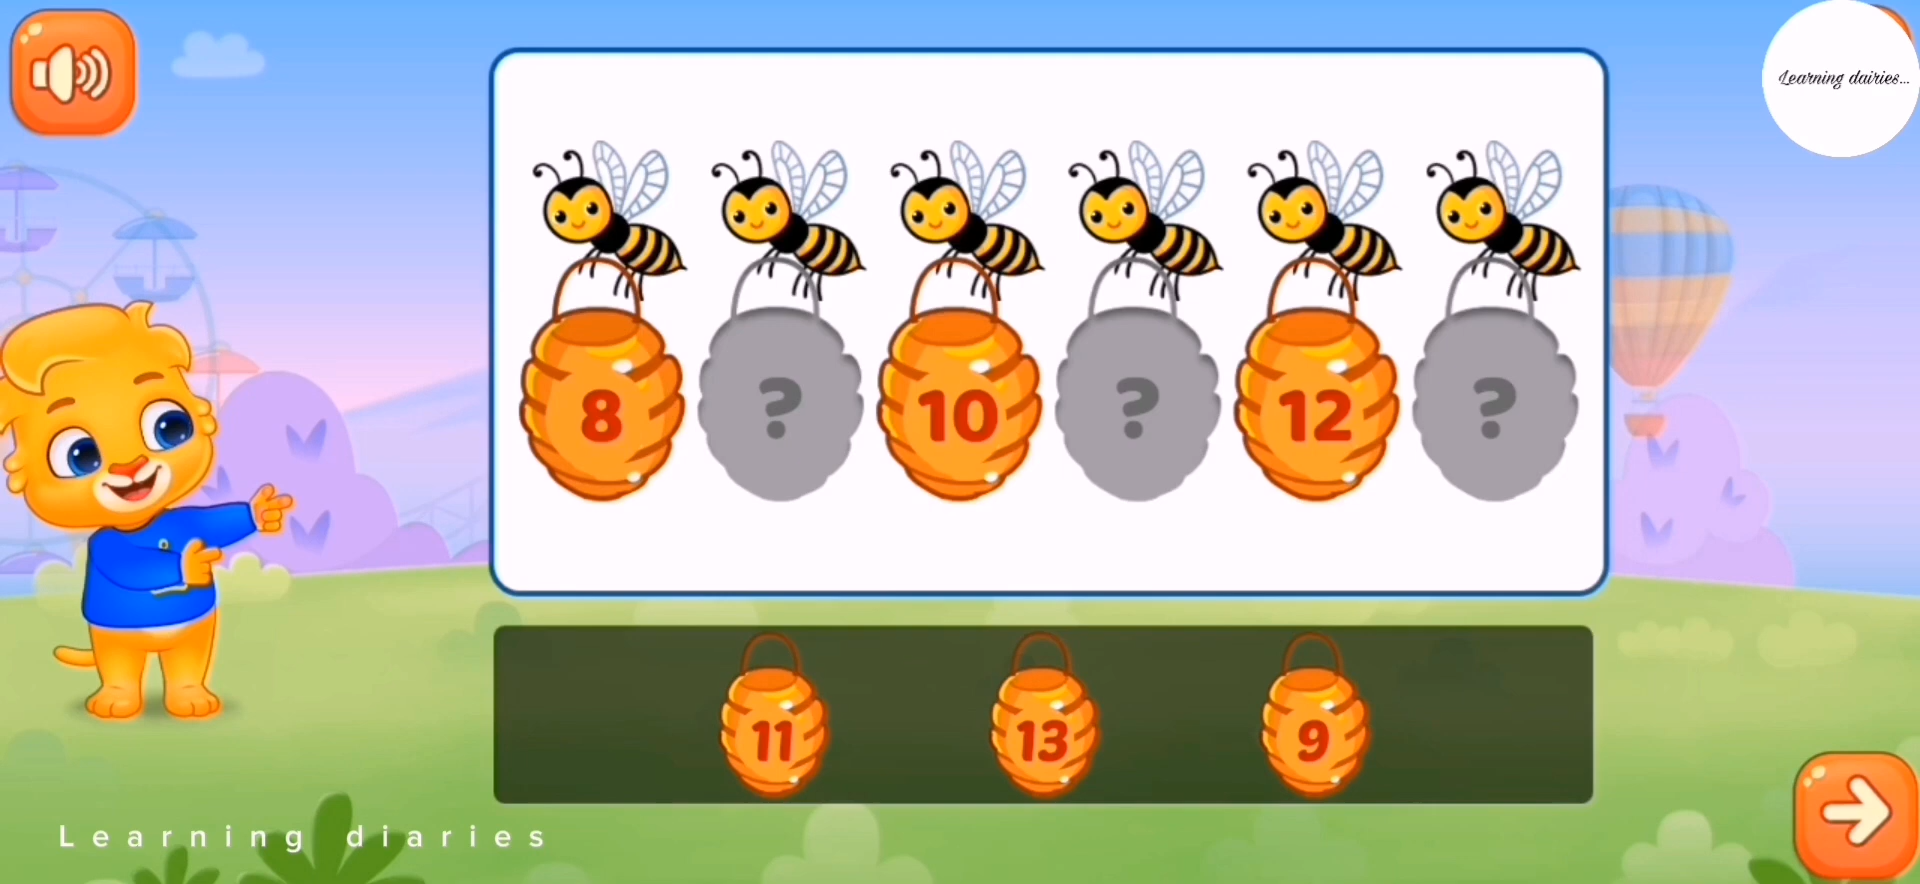 Learning dairies...
8 ? 10 ? 12 ?
11 13 9
Learning diaries